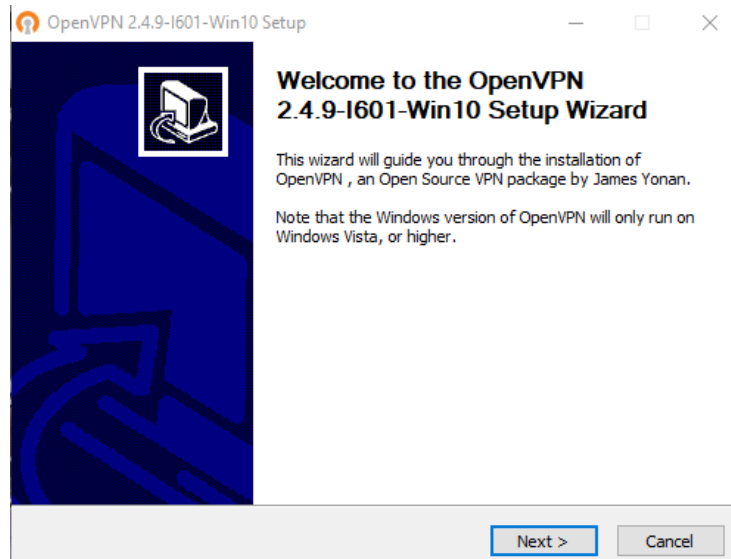 OpenVPN 2.4.9-I601-Win10 Setup
Welcome to the OpenVPN
2.4.9-I601-Win10 Setup Wizard
This wizard will guide you through the installation of
OpenVPN , an Open Source VPN package by James Yonan.
Note that the Windows version of OpenVPN will only run on
Windows Vista, or higher.
Next >
Cancel